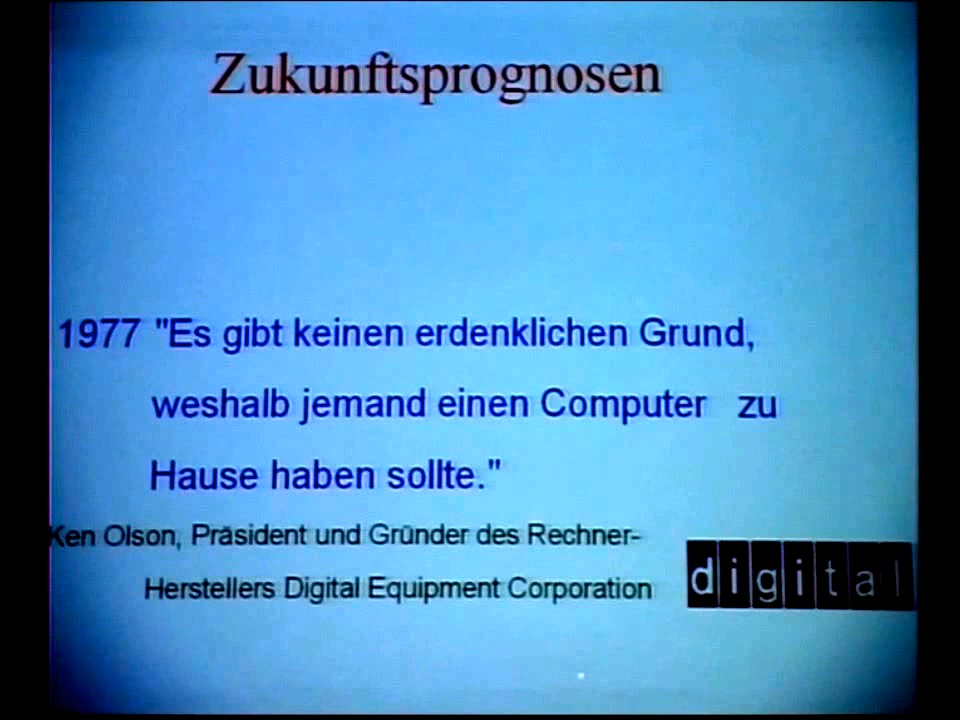 Zukunftsprognosen
1977 "Es gibt keinen erdenklichen Grund,
weshalb jemand einen Computer zu
Hause haben sollte."
Ken Olson, Präsident und Gründer des Rechner-
Herstellers Digital Equipment Corporation
digital